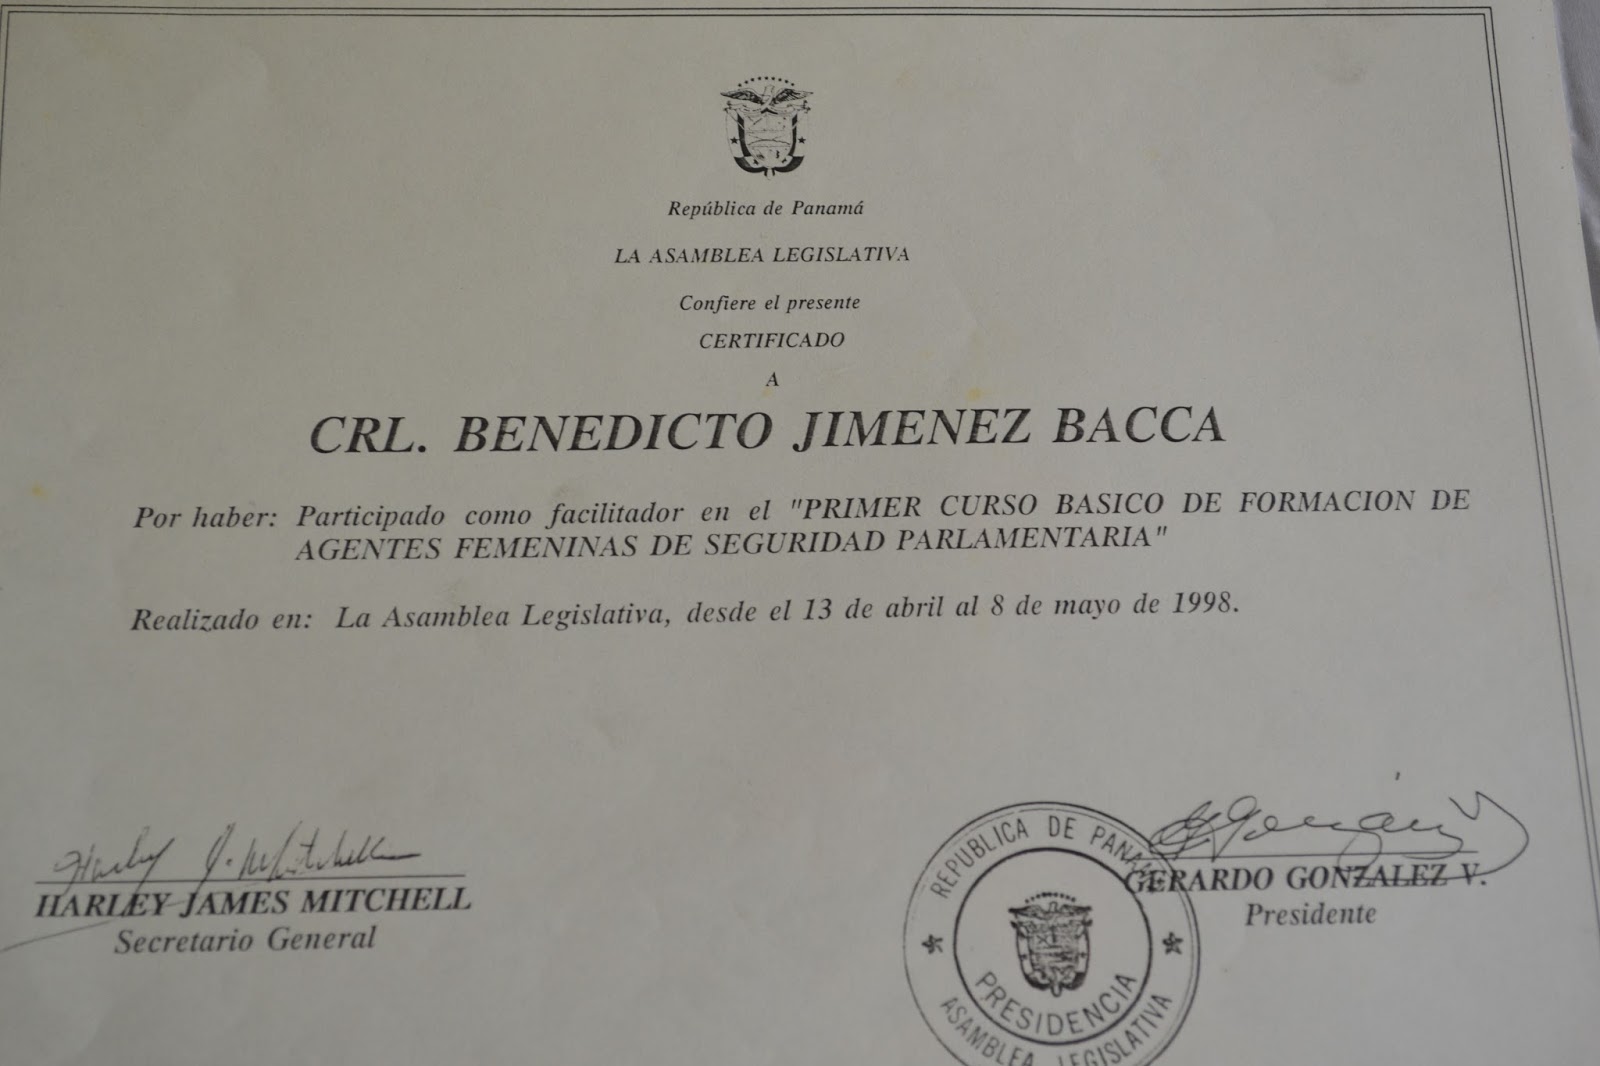 República de Panamá
LA ASAMBLEA LEGISLATIVA
Confiere el presente
CERTIFICADO
A
CRL. BENEDICTO JIMENEZ BACCA
Por haber: Participado como facilitador en el "PRIMER CURSO BASICO DE FORMACION DE
AGENTES FEMENINAS DE SEGURIDAD PARLAMENTARIA"
Realizado en: La Asamblea Legislativa, desde el 13 de abril al 8 de mayo de 1998.
Harley J. Mitchell
HARLEY JAMES MITCHELL
Secretario General
GERARDO GONZALEZ V.
Presidente
REPUBLICA DE PANAMA
PRESIDENCIA
ASAMBLEA LEGISLATIVA